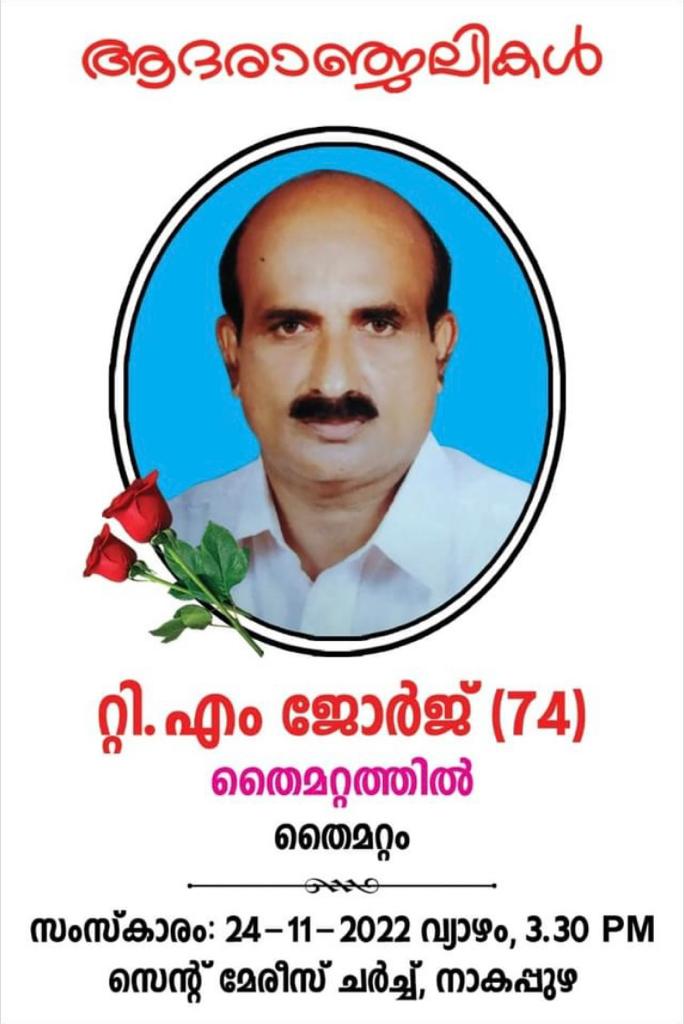 ആദരാഞ്ജലികൾ
റ്റി. എം ജോർജ് (74)
തൈമറ്റത്തിൽ
തൈമറ്റം
സംസ്കാരം: 24-11-2022 വ്യാഴം, 3.30 PM
സെന്റ് മേരീസ് ചർച്ച്, നാകപ്പുഴ